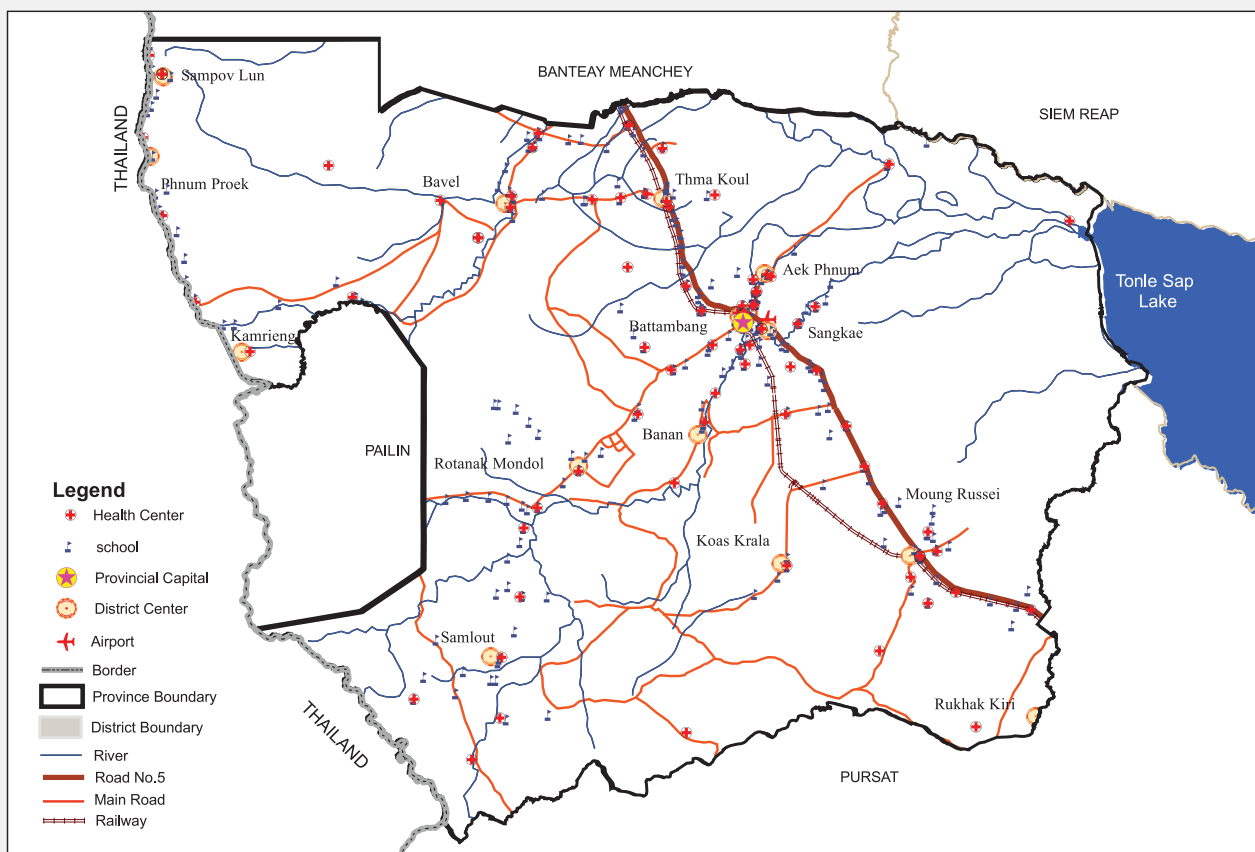 BANTEAY MEANCHEY
SIEM REAP
THAILAND
Sampov Lun
Phnum Proek
Bavel
Thma Koul
Aek Phnum
Tonle Sap
Lake
Battambang
Sangkae
Kamrieng
Banan
PAILIN
Rotanak Mondol
Moung Russei
Koas Krala
Samlout
Rukhak Kiri
THAILAND
PURSAT
Legend
Health Center
school
Provincial Capital
District Center
Airport
Border
Province Boundary
District Boundary
River
Road No.5
Main Road
Railway